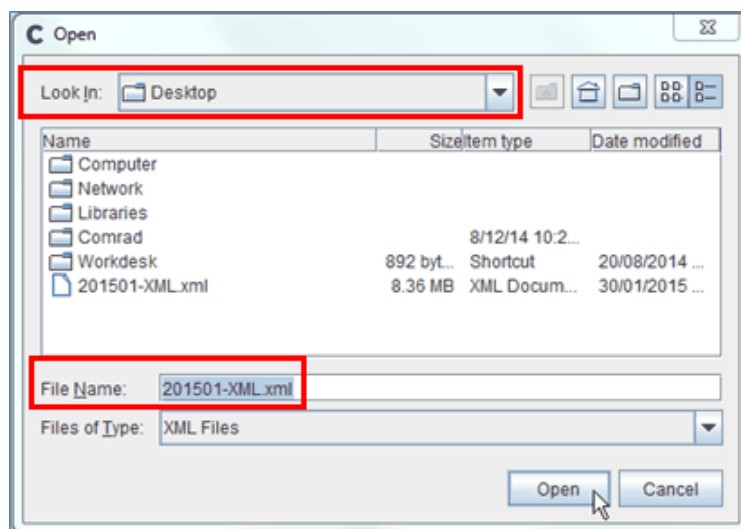 C Open
Look In: Desktop
Name Size Item type Date modified
Computer
Network
Libraries
Comrad 8/12/14 10:2...
Workdesk 892 byt... Shortcut 20/08/2014 ...
201501-XML.xml 8.36 MB XML Docum... 30/01/2015 ...
File Name: 201501-XML.xml
Files of Type: XML Files
Open Cancel